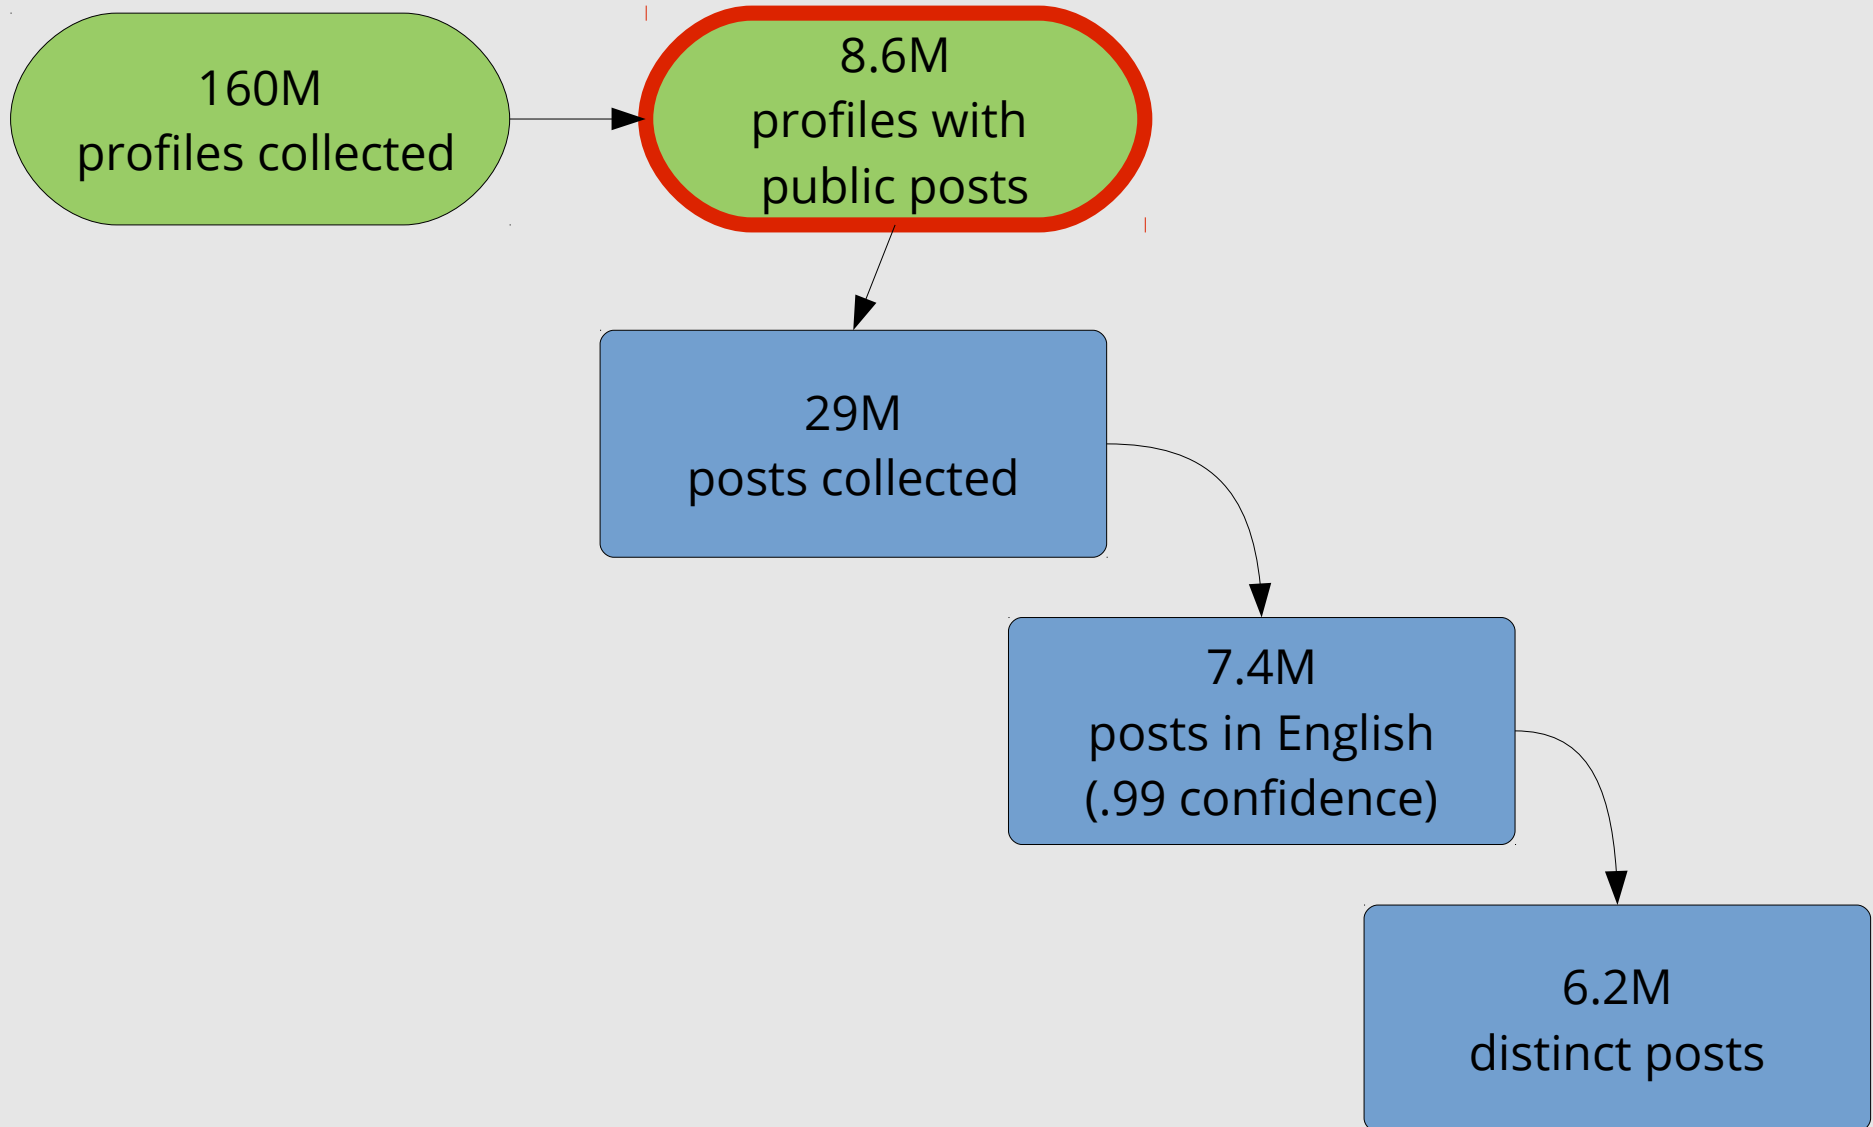 160M
profiles collected
8.6M
profiles with
public posts
29M
posts collected
7.4M
posts in English
(.99 confidence)
6.2M
distinct posts